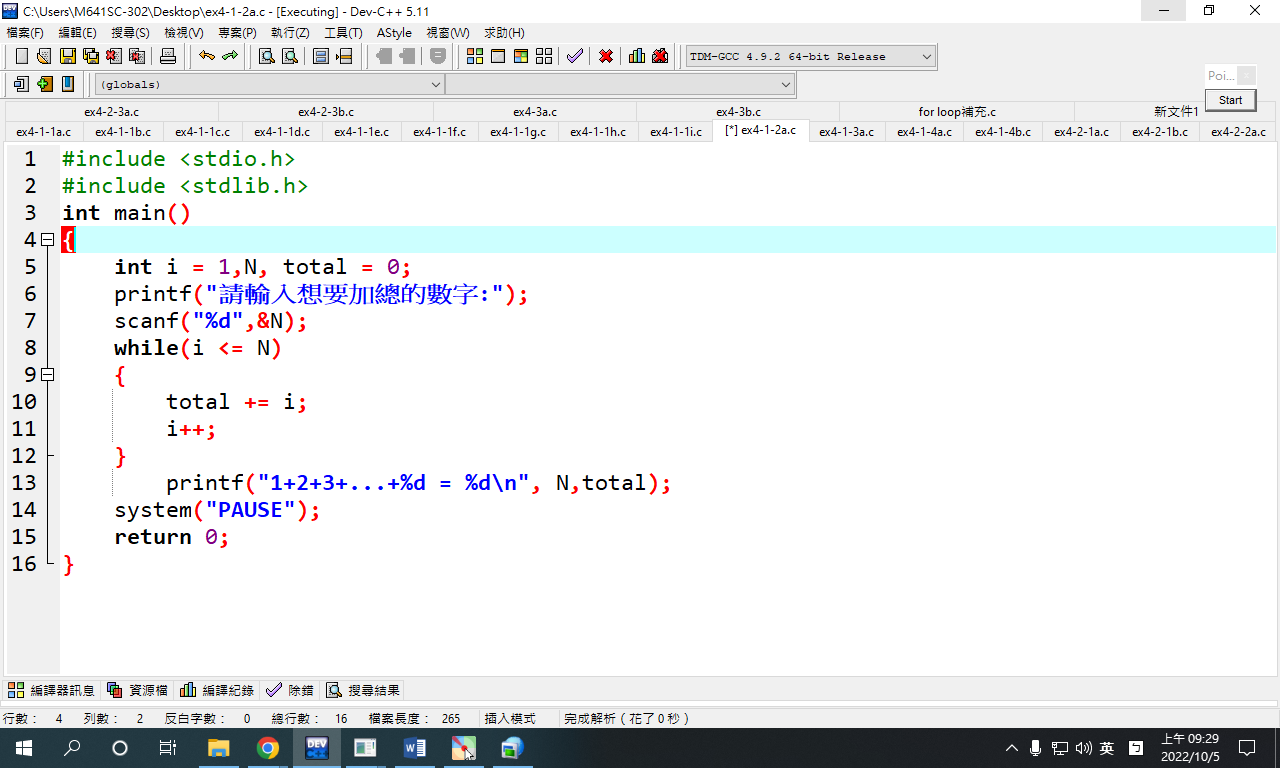 C:\Users\M641SC-302\Desktop\ex4-1-2a.c - [Executing] - Dev-C++ 5.11
檔案(F) 編輯(E) 搜尋(S) 檢視(V) 專案(P) 執行(Z) 工具(T) AStyle 視窗(W) 求助(H)
TDM-GCC 4.9.2 64-bit Release
Poi...
(globals)
Start
ex4-2-3a.c ex4-2-3b.c ex4-3a.c ex4-3b.c for loop補充.c 新文件1
ex4-1-1a.c ex4-1-1b.c ex4-1-1c.c ex4-1-1d.c ex4-1-1e.c ex4-1-1f.c ex4-1-1g.c ex4-1-1h.c ex4-1-1i.c [*] ex4-1-2a.c ex4-1-3a.c ex4-1-4a.c ex4-1-4b.c ex4-2-1a.c ex4-2-1b.c ex4-2-2a.c
1 #include <stdio.h>
2 #include <stdlib.h>
3 int main()
4 {
5 int i = 1,N, total = 0;
6 printf("請輸入想要加總的數字:");
7 scanf("%d",&N);
8 while(i <= N)
9 {
10 total += i;
11 i++;
12 }
13 printf("1+2+3+...+%d = %d\n", N,total);
14 system("PAUSE");
15 return 0;
16 }
編譯器訊息 資源檔 編譯紀錄 除錯 搜尋結果
行數： 4 列數： 2 反白字數： 0 總行數： 16 檔案長度： 265 插入模式 完成解析 ( 花了 0 秒 )
DEV
英
上午 09:29
2022/10/5